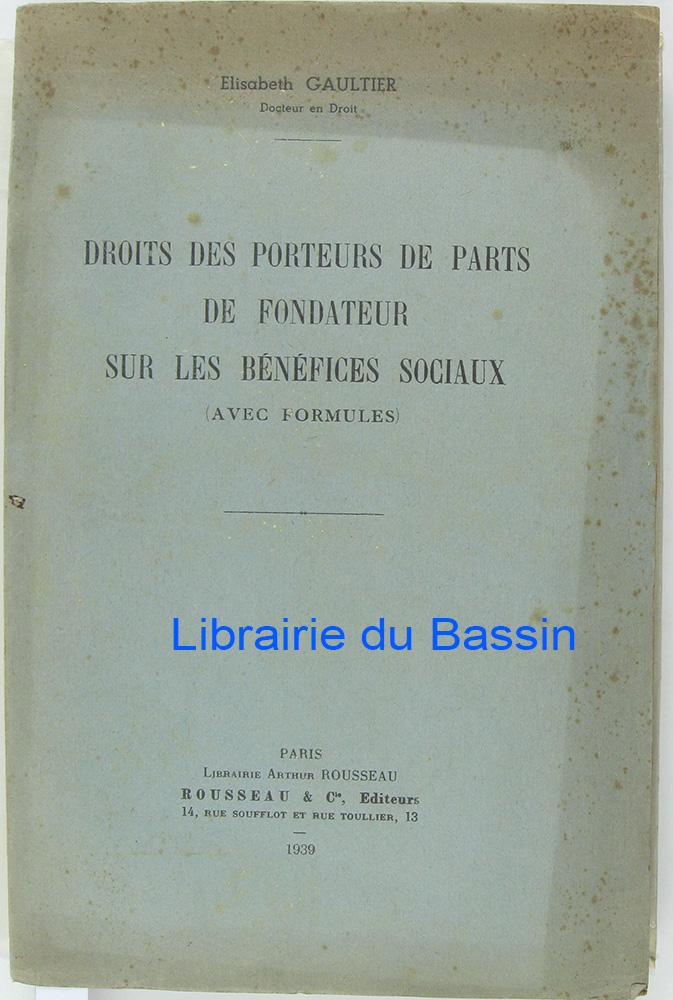 Elisabeth GAULTIER
Docteur en Droit
DROITS DES PORTEURS DE PARTS
DE FONDATEUR
SUR LES BÉNÉFICES SOCIAUX
(AVEC FORMULES)
Librairie du Bassin
PARIS
LIBRAIRIE ARTHUR ROUSSEAU
ROUSSEAU & Cie, Editeurs
14, RUE SOUFFLOT ET RUE TOULLIER, 13
1939